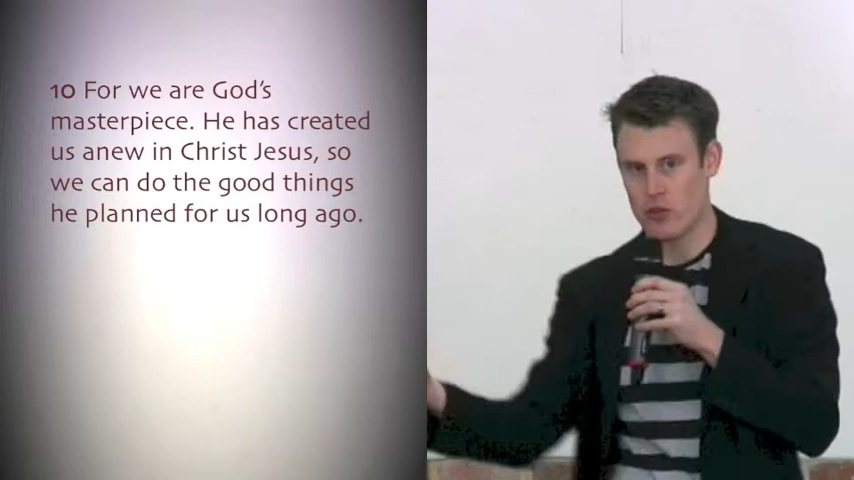 10 For we are God's
masterpiece. He has created
us anew in Christ Jesus, so
we can do the good things
he planned for us long ago.